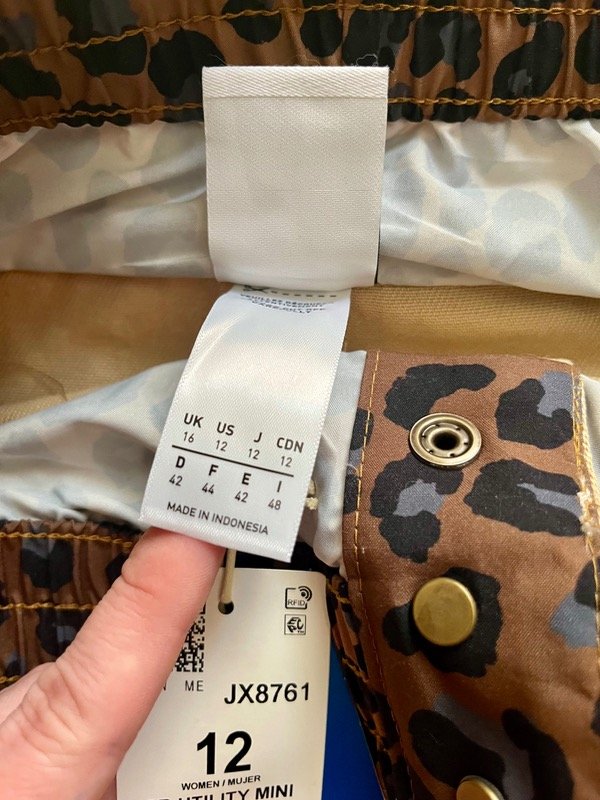 UK US J CDN
16 12 12 12
D F E I
42 44 42 48
MADE IN INDONESIA
RFID
ME
JX8761
12
WOMEN / MUJER
UTILITY MINI